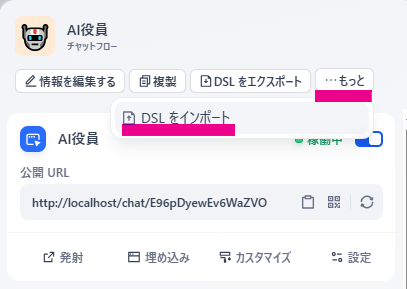 AI役員
チャットフロー
情報を編集する 複製 DSL をエクスポート …もっと
DSL をインポート
AI役員 稼働中
公開 URL
http://localhost/chat/E96pDyewEv6WaZVO
発射 埋め込み カスタマイズ 設定